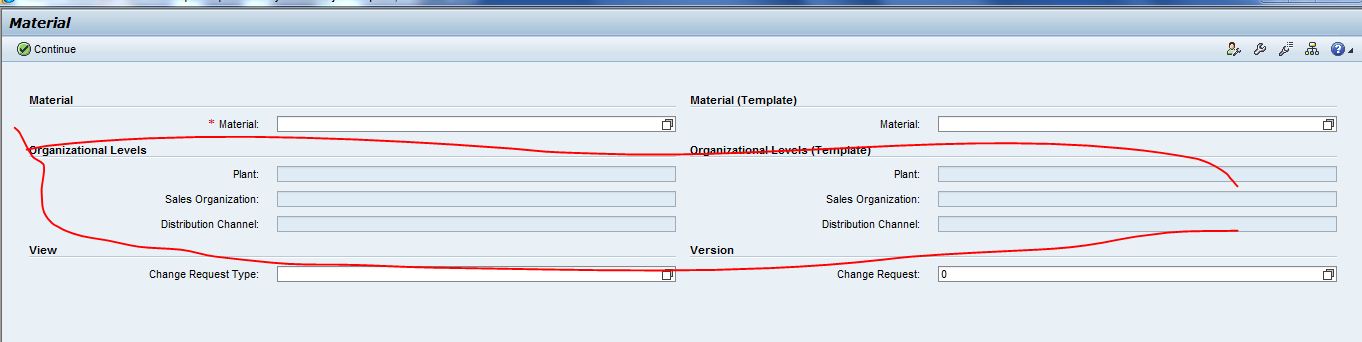 Material
Continue
Material
Material (Template)
* Material:
Material:
Organizational Levels
Organizational Levels (Template)
Plant:
Plant:
Sales Organization:
Sales Organization:
Distribution Channel:
Distribution Channel:
View
Version
Change Request Type:
Change Request: 0